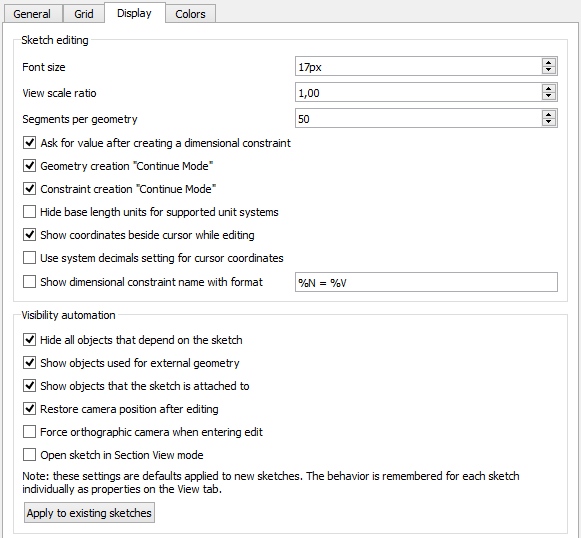 General Grid Display Colors
Sketch editing
Font size 17px
View scale ratio 1,00
Segments per geometry 50
Ask for value after creating a dimensional constraint
Geometry creation "Continue Mode"
Constraint creation "Continue Mode"
Hide base length units for supported unit systems
Show coordinates beside cursor while editing
Use system decimals setting for cursor coordinates
Show dimensional constraint name with format %N = %V
Visibility automation
Hide all objects that depend on the sketch
Show objects used for external geometry
Show objects that the sketch is attached to
Restore camera position after editing
Force orthographic camera when entering edit
Open sketch in Section View mode
Note: these settings are defaults applied to new sketches. The behavior is remembered for each sketch
individually as properties on the View tab.
Apply to existing sketches